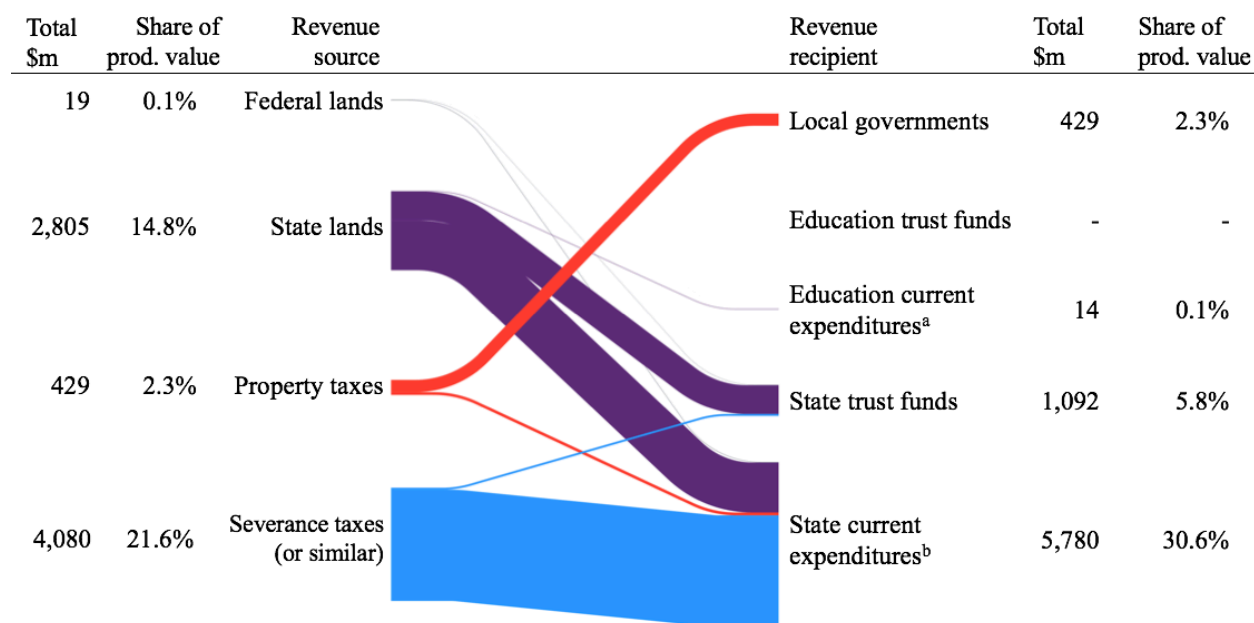 Total Share of Revenue Revenue Total Share of
$m prod. value source recipient $m prod. value
19 0.1% Federal lands
Local governments 429 2.3%
2,805 14.8% State lands
Education trust funds - -
Education current
expendituresᵃ 14 0.1%
429 2.3% Property taxes
State trust funds 1,092 5.8%
4,080 21.6% Severance taxes
(or similar)
State current
expendituresᵇ 5,780 30.6%